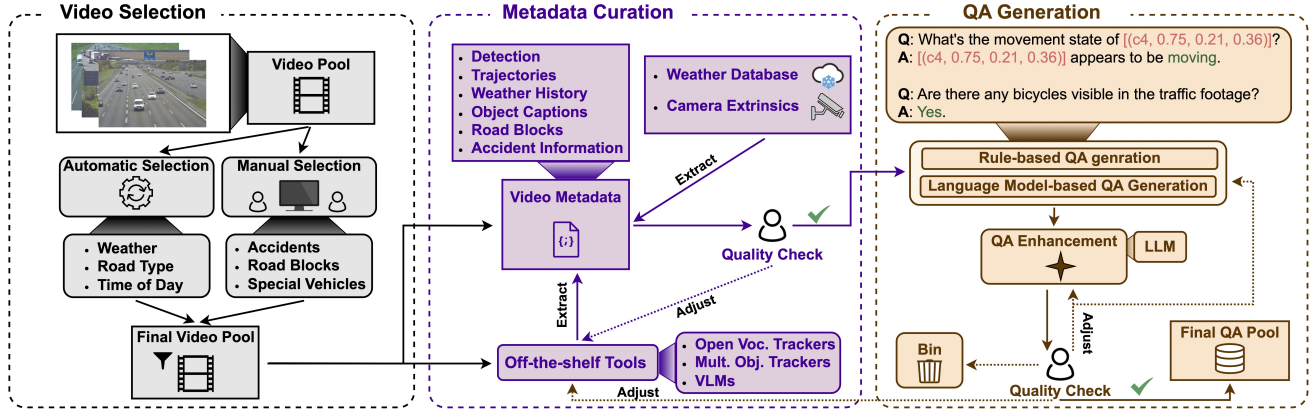 Video Selection
Video Pool
Automatic Selection
Manual Selection
• Weather
• Road Type
• Time of Day
• Accidents
• Road Blocks
• Special Vehicles
Final Video Pool
Metadata Curation
• Detection
• Trajectories
• Weather History
• Object Captions
• Road Blocks
• Accident Information
• Weather Database
• Camera Extrinsics
Extract
Video Metadata
{;}
Quality Check
Extract
Adjust
Off-the-shelf Tools
• Open Voc. Trackers
• Mult. Obj. Trackers
• VLMs
Adjust
QA Generation
Q: What's the movement state of [(c4, 0.75, 0.21, 0.36)]?
A: [(c4, 0.75, 0.21, 0.36)] appears to be moving.
Q: Are there any bicycles visible in the traffic footage?
A: Yes.
Rule-based QA genration
Language Model-based QA Generation
QA Enhancement
LLM
Adjust
Bin
Quality Check
Final QA Pool